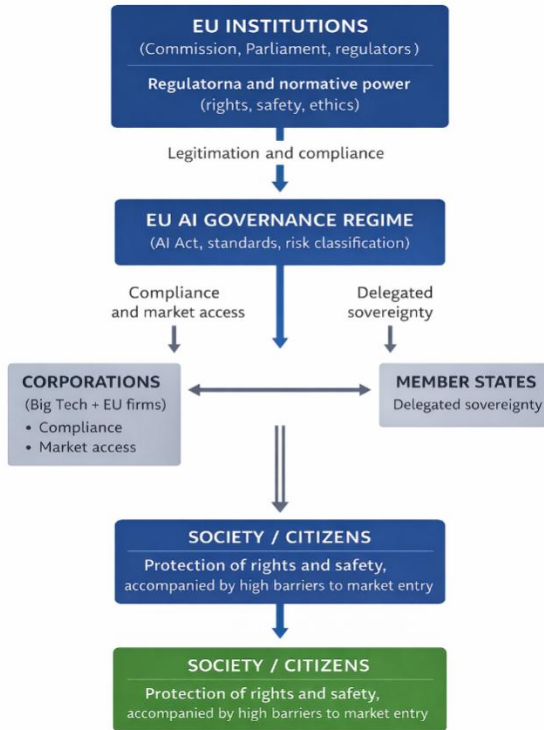 EU INSTITUTIONS
(Commission, Parliament, regulators)
Regulatorna and normative power
(rights, safety, ethics)
Legitimation and compliance
EU AI GOVERNANCE REGIME
(AI Act, standards, risk classification)
Compliance
and market access
Delegated
sovereignty
CORPORATIONS
(Big Tech + EU firms)
• Compliance
• Market access
MEMBER STATES
Delegated sovereignty
SOCIETY / CITIZENS
Protection of rights and safety,
accompanied by high barriers to market entry
SOCIETY / CITIZENS
Protection of rights and safety,
accompanied by high barriers to market entry